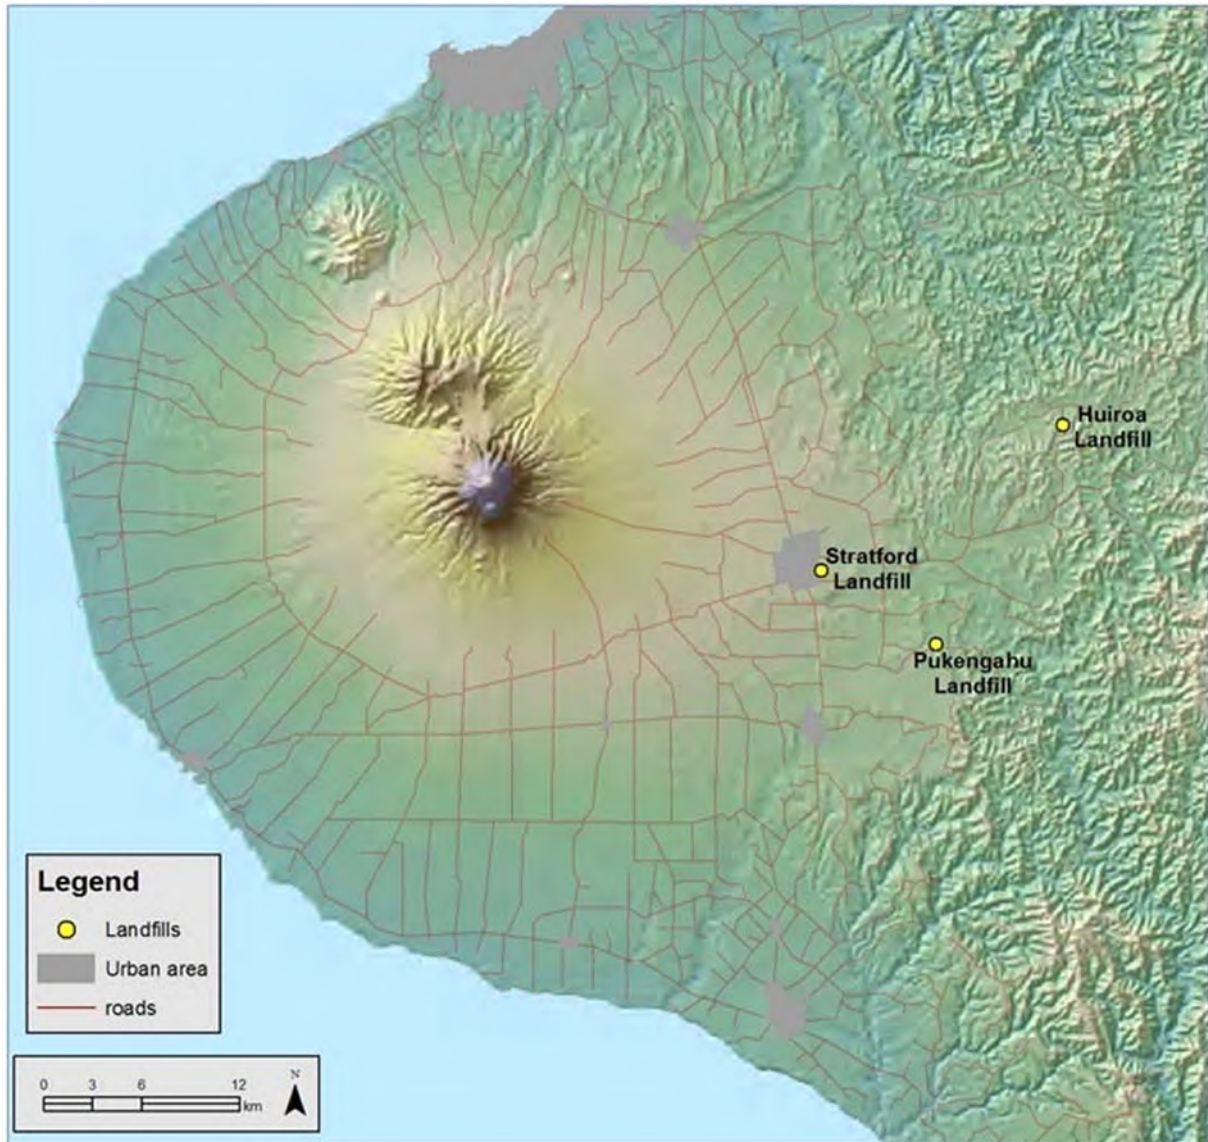 Huiroa
Landfill
Stratford
Landfill
Pukengahu
Landfill
Legend
Landfills
Urban area
roads
0 3 6 12
km
N